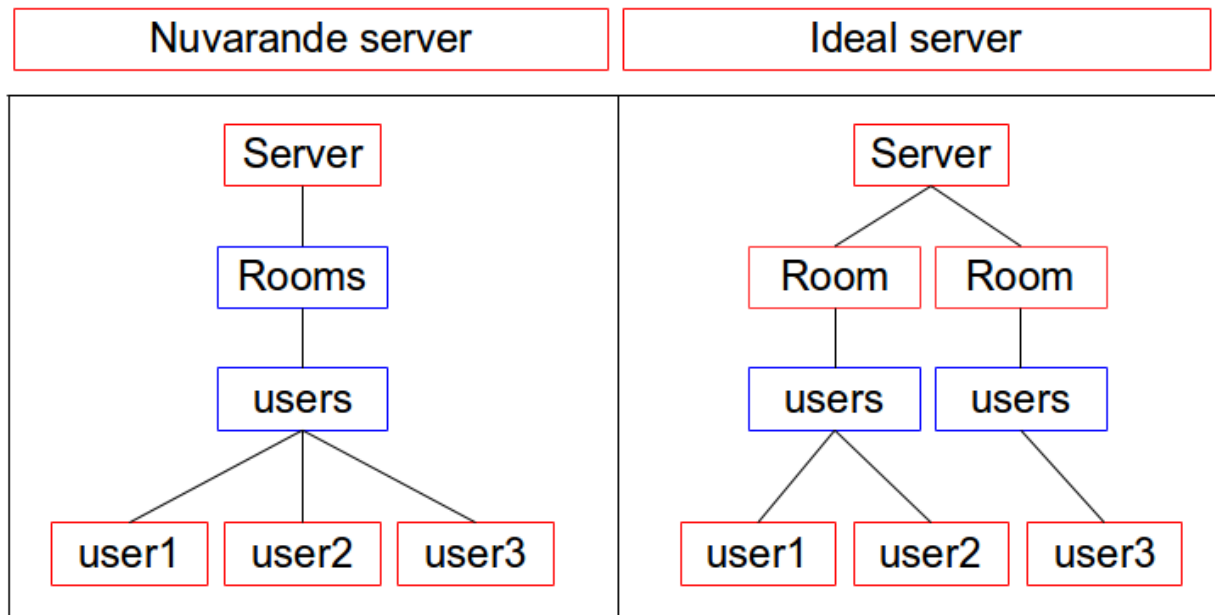 Nuvarande server
Ideal server
Server
Rooms
users
user1 user2 user3
Server
Room Room
users users
user1 user2 user3